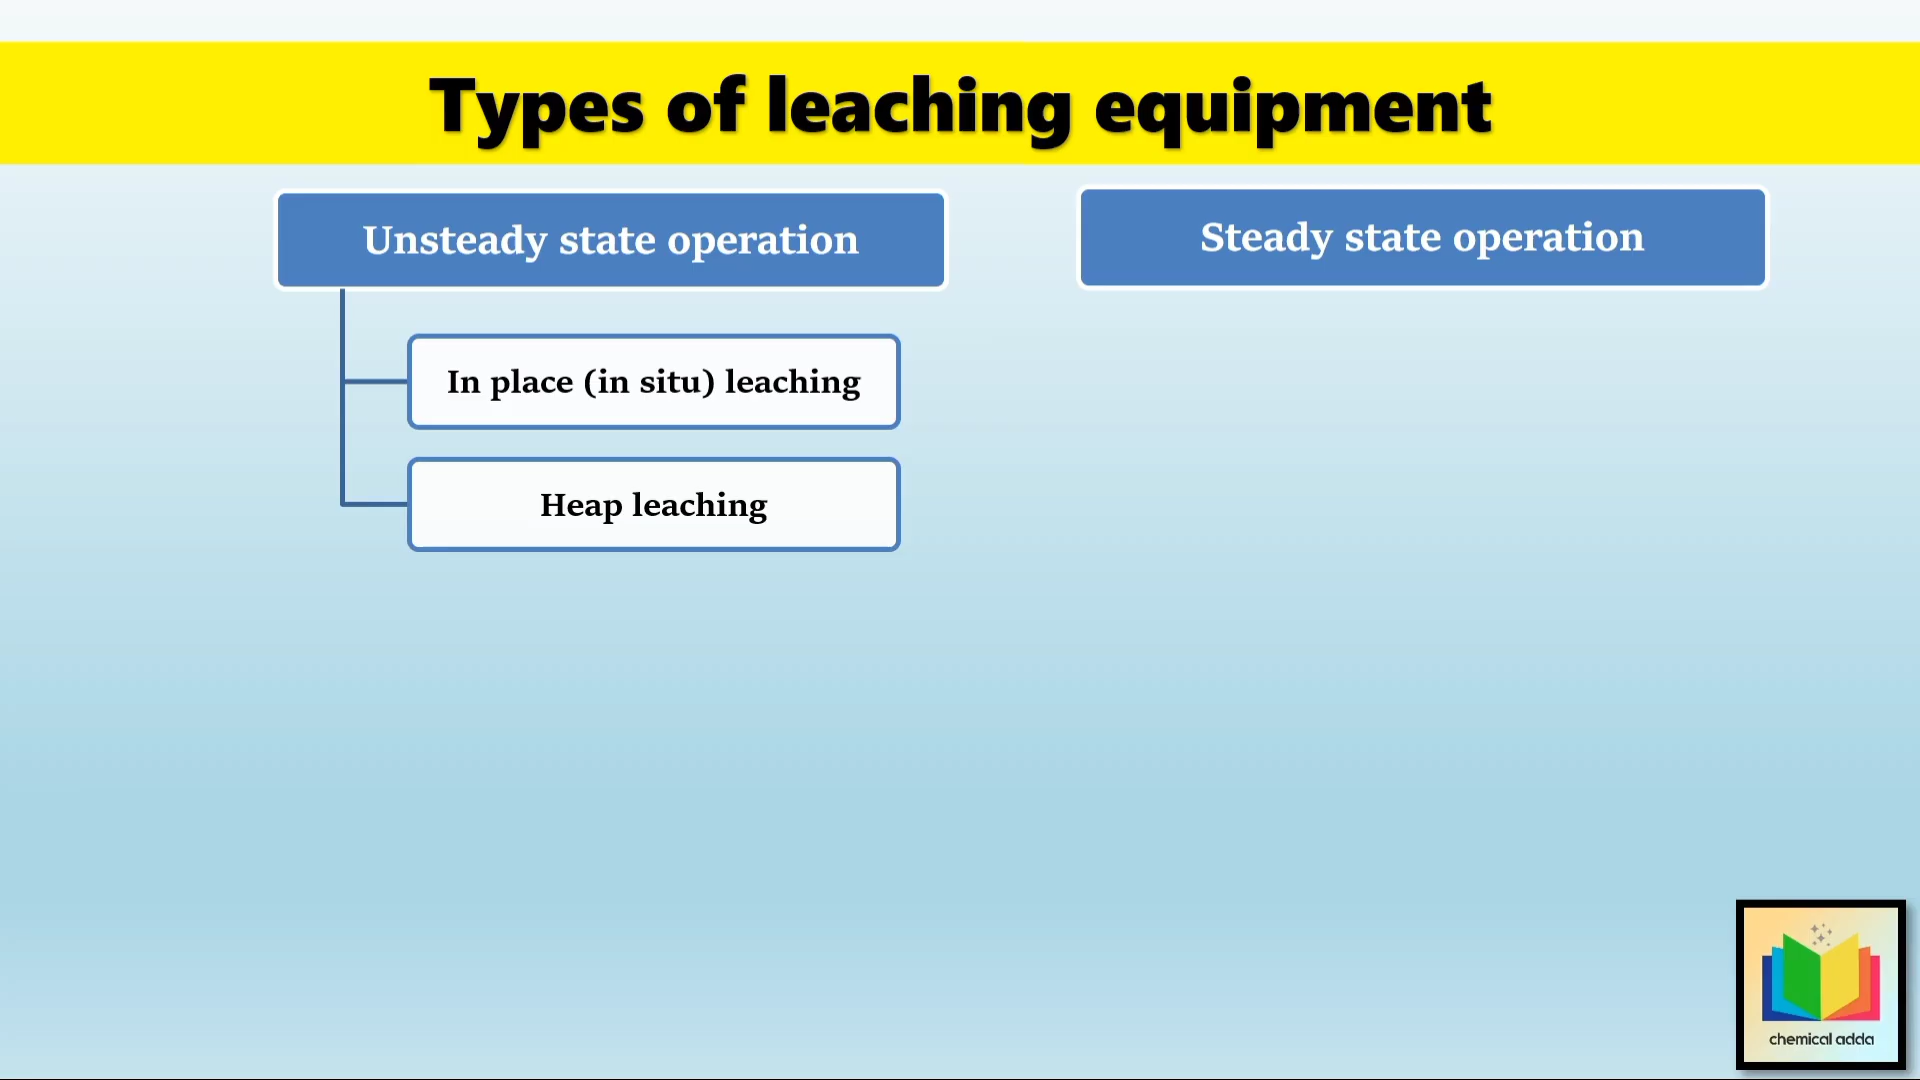 Types of leaching equipment
Unsteady state operation
Steady state operation
In place (in situ) leaching
Heap leaching
chemical adda